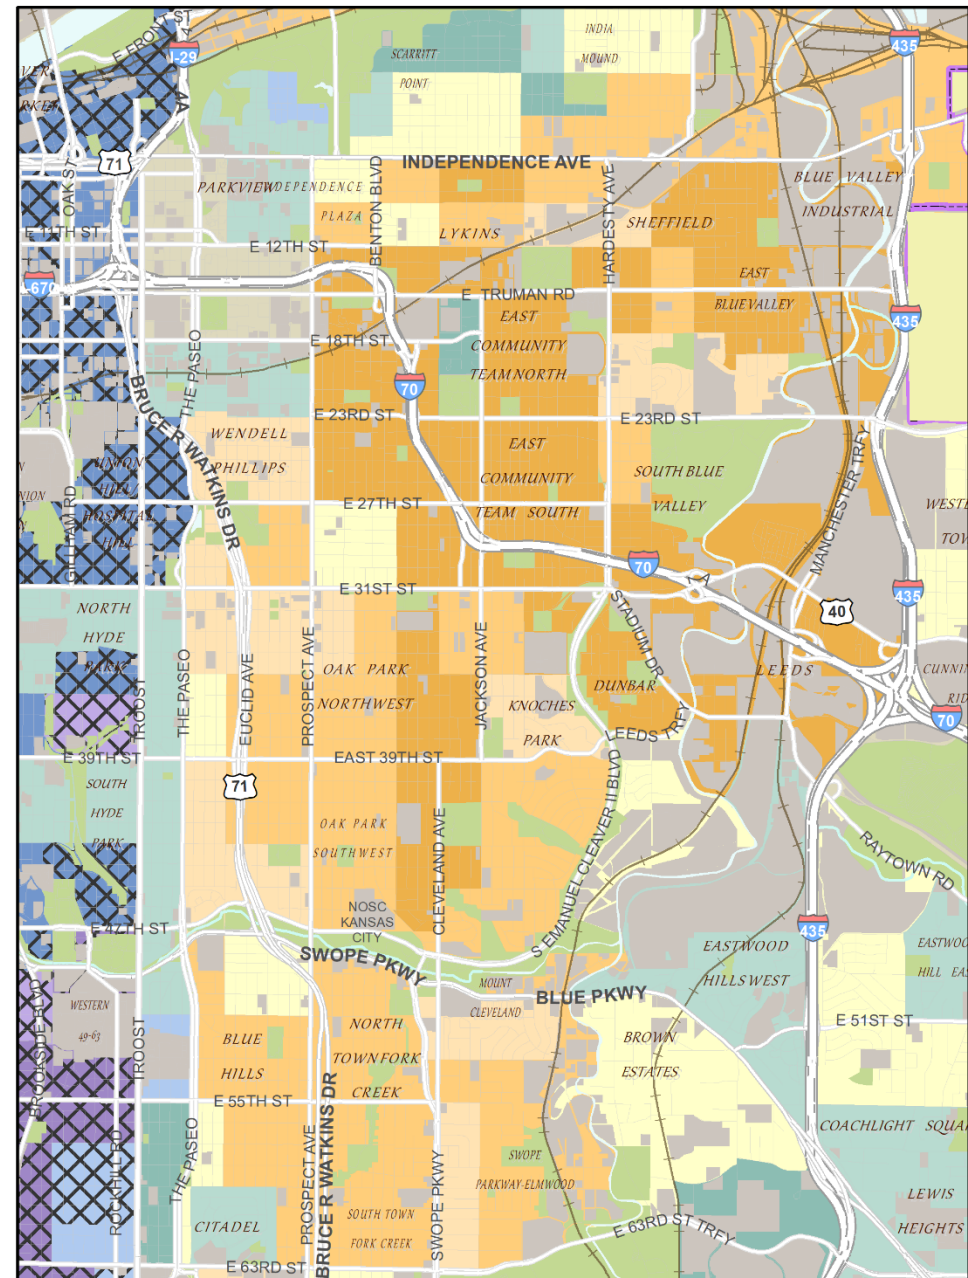 E FRONT ST
I-29
435
INDIA
MOUND
SCARRITT
POINT
71
INDEPENDENCE AVE
OAK ST
PARKVIEW
INDEPENDENCE
PLAZA
BENTON BLVD
LYKINS
HARDESTY AVE
SHEFFIELD
BLUE VALLEY
INDUSTRIAL
E 11TH ST
E 12TH ST
I-670
E TRUMAN RD
EAST
BLUE VALLEY
EAST
COMMUNITY
TEAM NORTH
435
E 18TH ST
THE PASEO
70
BRUCE R WATKINS DR
E 23RD ST
E 23RD ST
WENDELL
PHILLIPS
EAST
COMMUNITY
TEAM SOUTH
SOUTH BLUE
VALLEY
MANCHESTER TRFY
UNION
HILL
HOSPITAL
HILL
GILLHAM RD
E 27TH ST
70
E 31ST ST
STADIUM DR
40
435
NORTH
HYDE
PARK
TROOST
THE PASEO
EUCLID AVE
PROSPECT AVE
OAK PARK
NORTHWEST
JACKSON AVE
KNOCHES
PARK
DUNBAR
LEEDS
LEEDS TRFY
70
E 39TH ST
EAST 39TH ST
71
SOUTH
HYDE
PARK
OAK PARK
SOUTHWEST
CLEVELAND AVE
S EMANUEL CLEAVER II BLVD
RAYTOWN RD
E 47TH ST
NOSC
KANSAS
CITY
SWOPE PKWY
435
EASTWOOD
HILLS WEST
MOUNT
CLEVELAND
BLUE PKWY
BROOKSIDE BLVD
WESTERN
49-63
TROOST
BLUE
HILLS
NORTH
TOWN FORK
CREEK
BROWN
ESTATES
E 51ST ST
E 55TH ST
ROCKHILL RD
THE PASEO
PROSPECT AVE
BRUCE R WATKINS DR
SWOPE PKWY
SWOPE
PARKWAY-ELMWOOD
COACHLIGHT SQUA
LEWIS
HEIGHTS
CITADEL
SOUTH TOWN
FORK CREEK
E 63RD ST TRFY
E 63RD ST